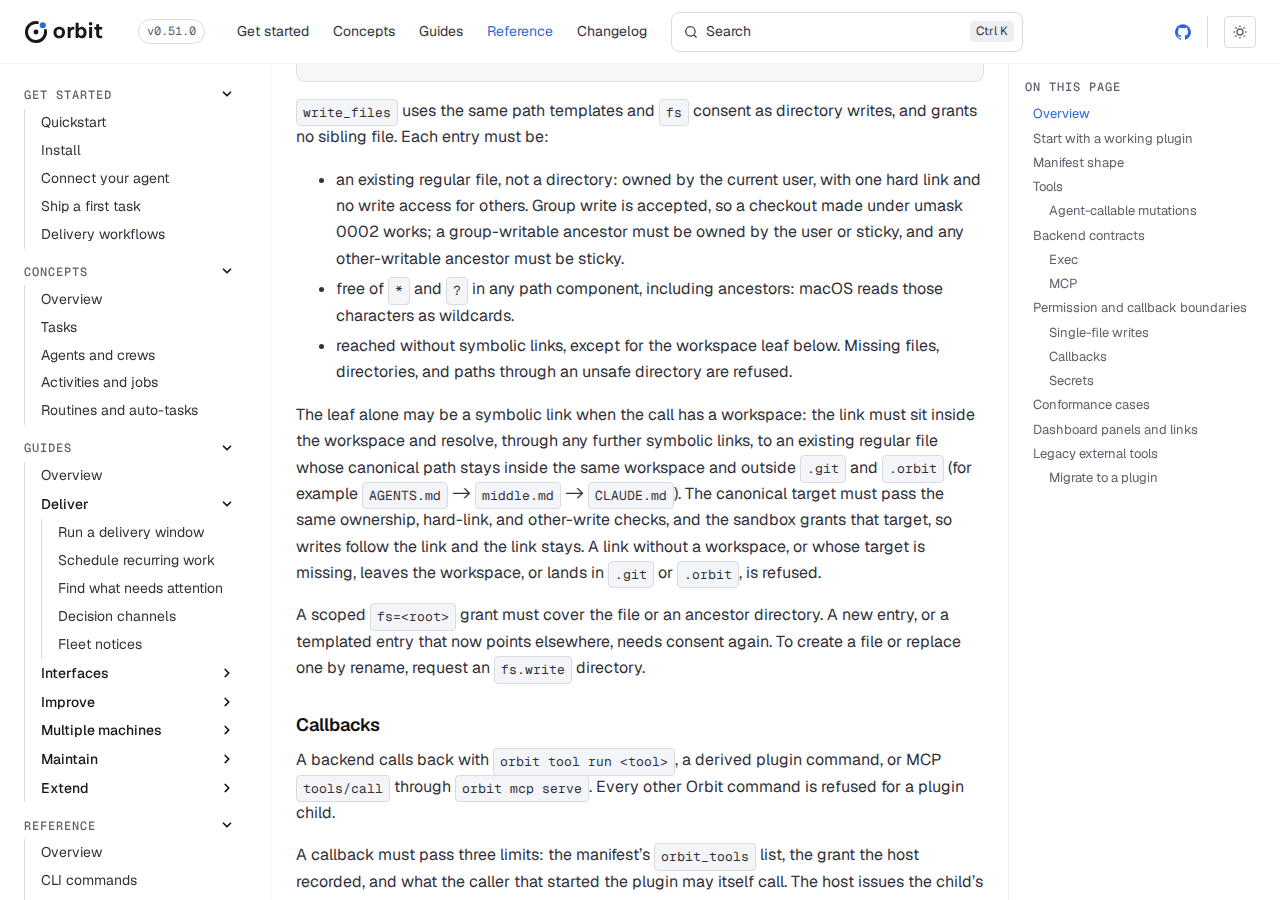 orbit
v0.51.0
Get started
Concepts
Guides
Reference
Changelog
Search
Ctrl K
GET STARTED
Quickstart
Install
Connect your agent
Ship a first task
Delivery workflows
CONCEPTS
Overview
Tasks
Agents and crews
Activities and jobs
Routines and auto-tasks
GUIDES
Overview
Deliver
Run a delivery window
Schedule recurring work
Find what needs attention
Decision channels
Fleet notices
Interfaces
Improve
Multiple machines
Maintain
Extend
REFERENCE
Overview
CLI commands
write_files uses the same path templates and fs consent as directory writes, and grants
no sibling file. Each entry must be:
• an existing regular file, not a directory: owned by the current user, with one hard link and
no write access for others. Group write is accepted, so a checkout made under umask
0002 works; a group-writable ancestor must be owned by the user or sticky, and any
other-writable ancestor must be sticky.
• free of * and ? in any path component, including ancestors: macOS reads those
characters as wildcards.
• reached without symbolic links, except for the workspace leaf below. Missing files,
directories, and paths through an unsafe directory are refused.
The leaf alone may be a symbolic link when the call has a workspace: the link must sit inside
the workspace and resolve, through any further symbolic links, to an existing regular file
whose canonical path stays inside the same workspace and outside .git and .orbit (for
example AGENTS.md → middle.md → CLAUDE.md). The canonical target must pass the
same ownership, hard-link, and other-write checks, and the sandbox grants that target, so
writes follow the link and the link stays. A link without a workspace, or whose target is
missing, leaves the workspace, or lands in .git or .orbit, is refused.
A scoped fs=<root> grant must cover the file or an ancestor directory. A new entry, or a
templated entry that now points elsewhere, needs consent again. To create a file or replace
one by rename, request an fs.write directory.
Callbacks
A backend calls back with orbit tool run <tool>, a derived plugin command, or MCP
tools/call through orbit mcp serve. Every other Orbit command is refused for a plugin
child.
A callback must pass three limits: the manifest’s orbit_tools list, the grant the host
recorded, and what the caller that started the plugin may itself call. The host issues the child’s
ON THIS PAGE
Overview
Start with a working plugin
Manifest shape
Tools
Agent-callable mutations
Backend contracts
Exec
MCP
Permission and callback boundaries
Single-file writes
Callbacks
Secrets
Conformance cases
Dashboard panels and links
Legacy external tools
Migrate to a plugin